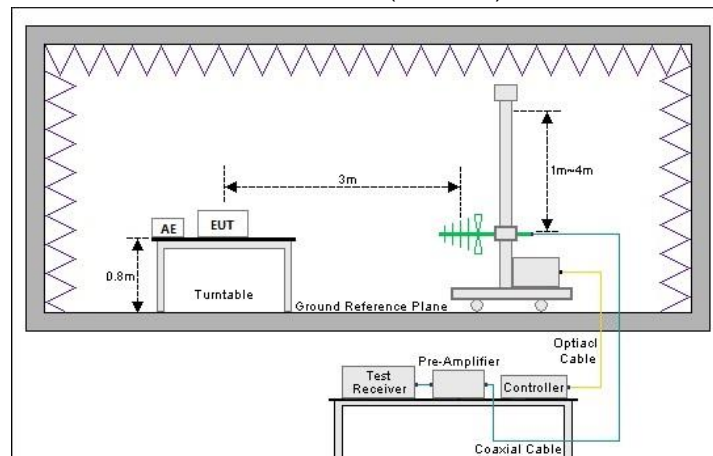 3m
1m~4m
AE
EUT
0.8m
Turntable
Ground Reference Plane
Optiacl
Cable
Pre-Amplifier
Test
Receiver
Controller
Coaxial Cable